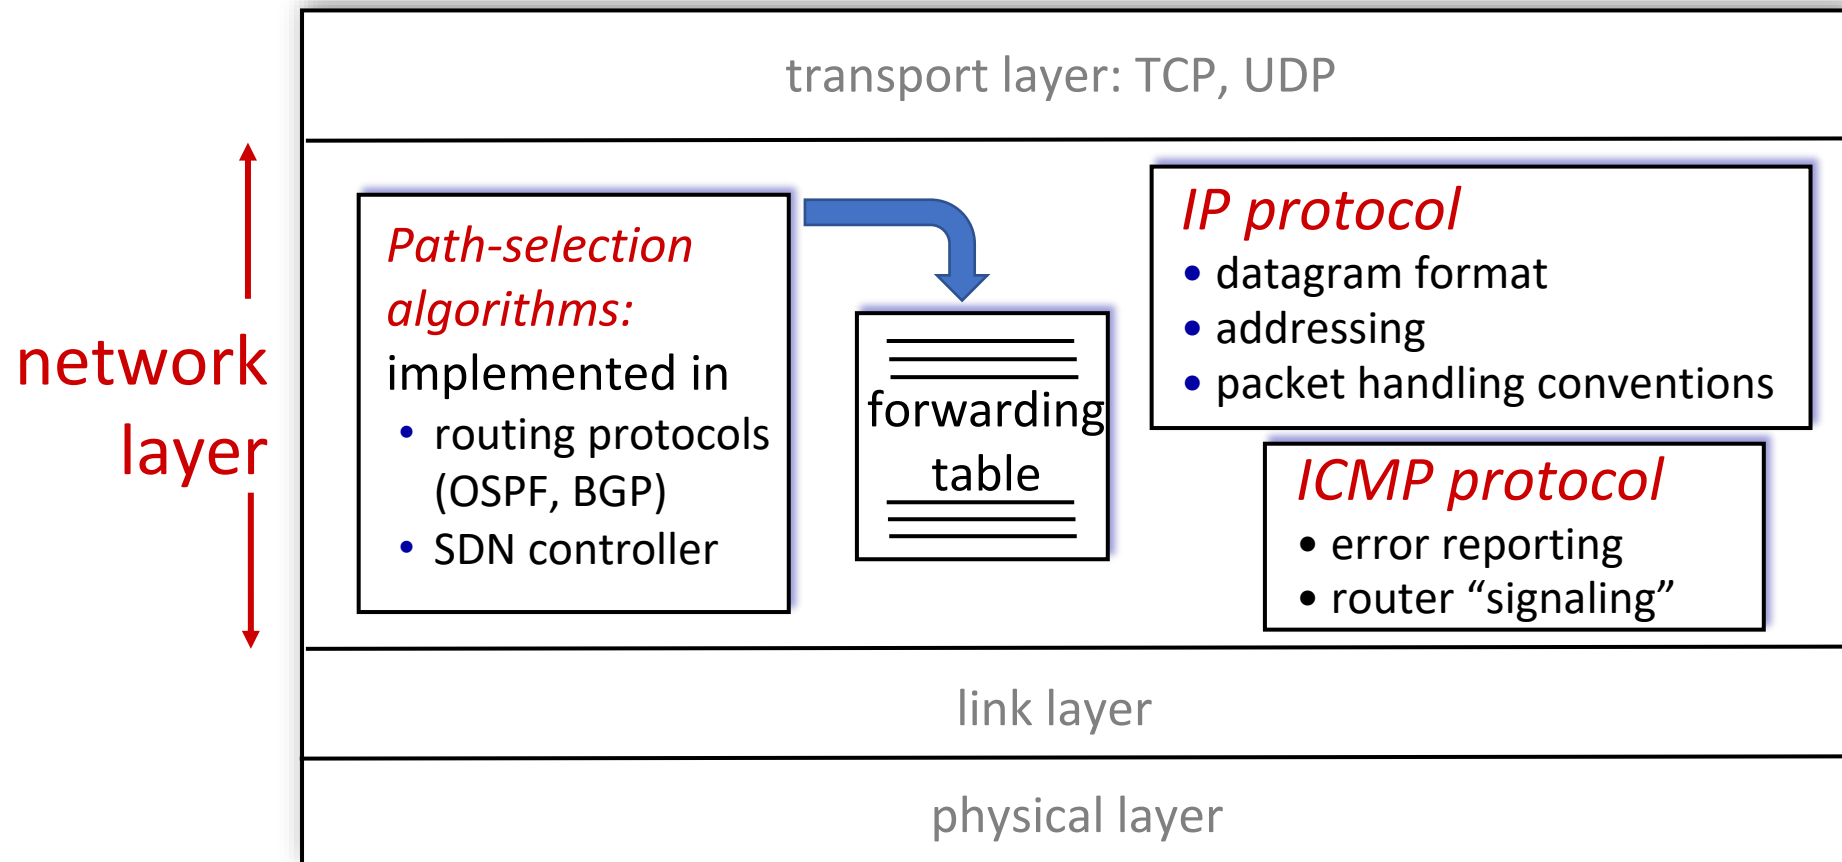 transport layer: TCP, UDP
network
layer
Path-selection
algorithms:
implemented in
• routing protocols
(OSPF, BGP)
• SDN controller
forwarding
table
IP protocol
• datagram format
• addressing
• packet handling conventions
ICMP protocol
• error reporting
• router “signaling”
link layer
physical layer